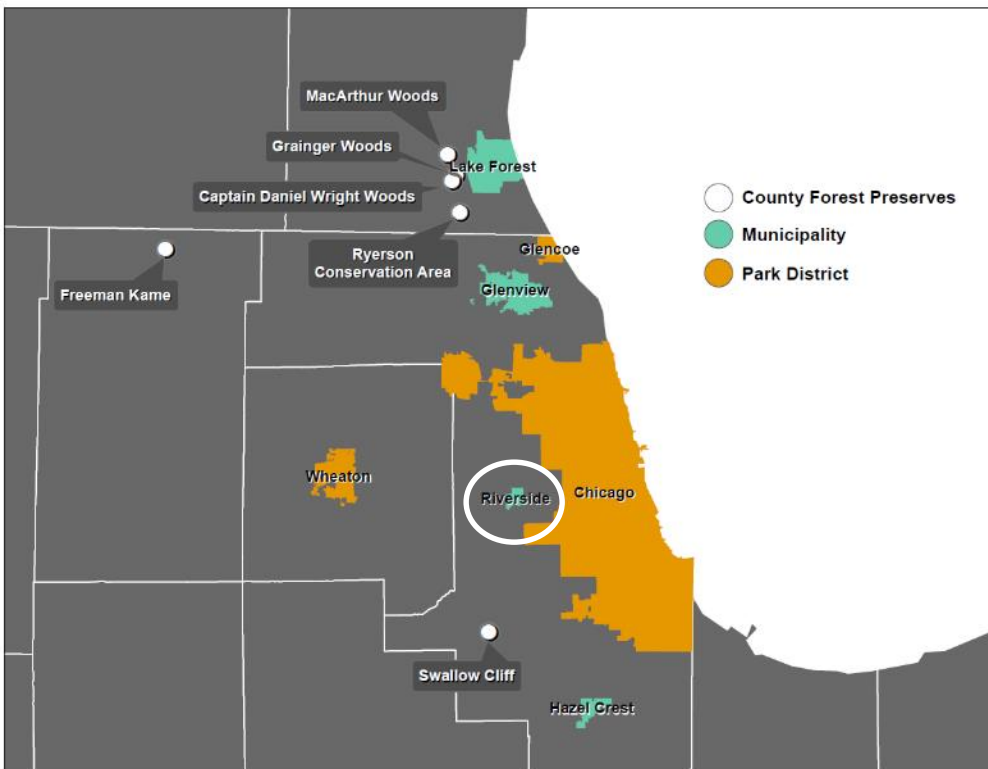 MacArthur Woods
Grainger Woods
Lake Forest
Captain Daniel Wright Woods
County Forest Preserves
Municipality
Park District
Ryerson
Conservation Area
Glencoe
Freeman Kame
Glenview
Wheaton
Riverside
Chicago
Swallow Cliff
Hazel Crest